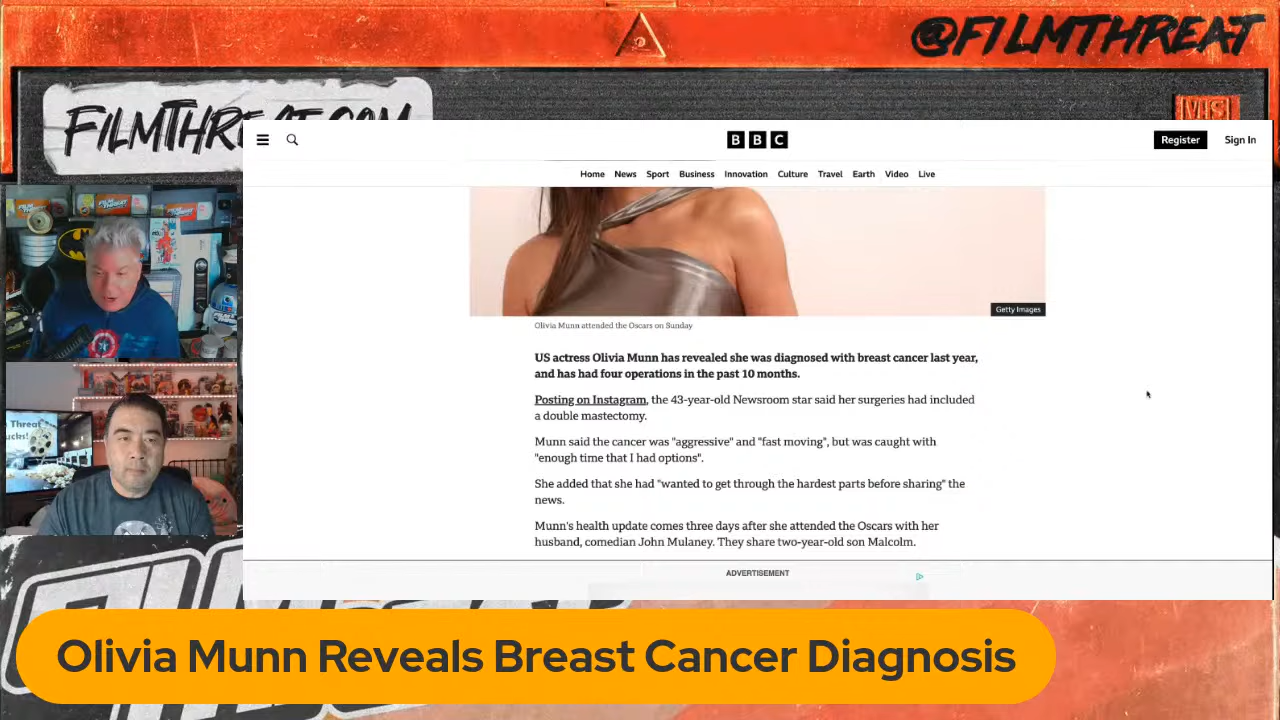 @FILMTHREAT
FILMTHREAT.COM
BBC
Register
Sign In
Home News Sport Business Innovation Culture Travel Earth Video Live
Getty Images
Olivia Munn attended the Oscars on Sunday
US actress Olivia Munn has revealed she was diagnosed with breast cancer last year,
and has had four operations in the past 10 months.
Posting on Instagram, the 43-year-old Newsroom star said her surgeries had included
a double mastectomy.
Munn said the cancer was "aggressive" and "fast moving", but was caught with
"enough time that I had options".
She added that she had "wanted to get through the hardest parts before sharing" the
news.
Munn's health update comes three days after she attended the Oscars with her
husband, comedian John Mulaney. They share two-year-old son Malcolm.
ADVERTISEMENT
Olivia Munn Reveals Breast Cancer Diagnosis